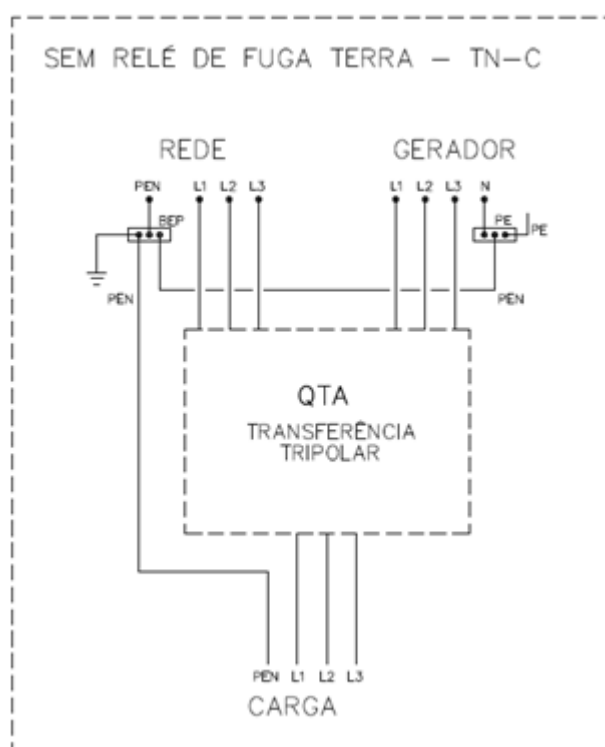 SEM RELÉ DE FUGA TERRA – TN–C
REDE
GERADOR
PEN L1 L2 L3
L1 L2 L3 N
BEP
PE
PE
PEN
PEN
QTA
TRANSFERÊNCIA
TRIPOLAR
PEN L1 L2 L3
CARGA